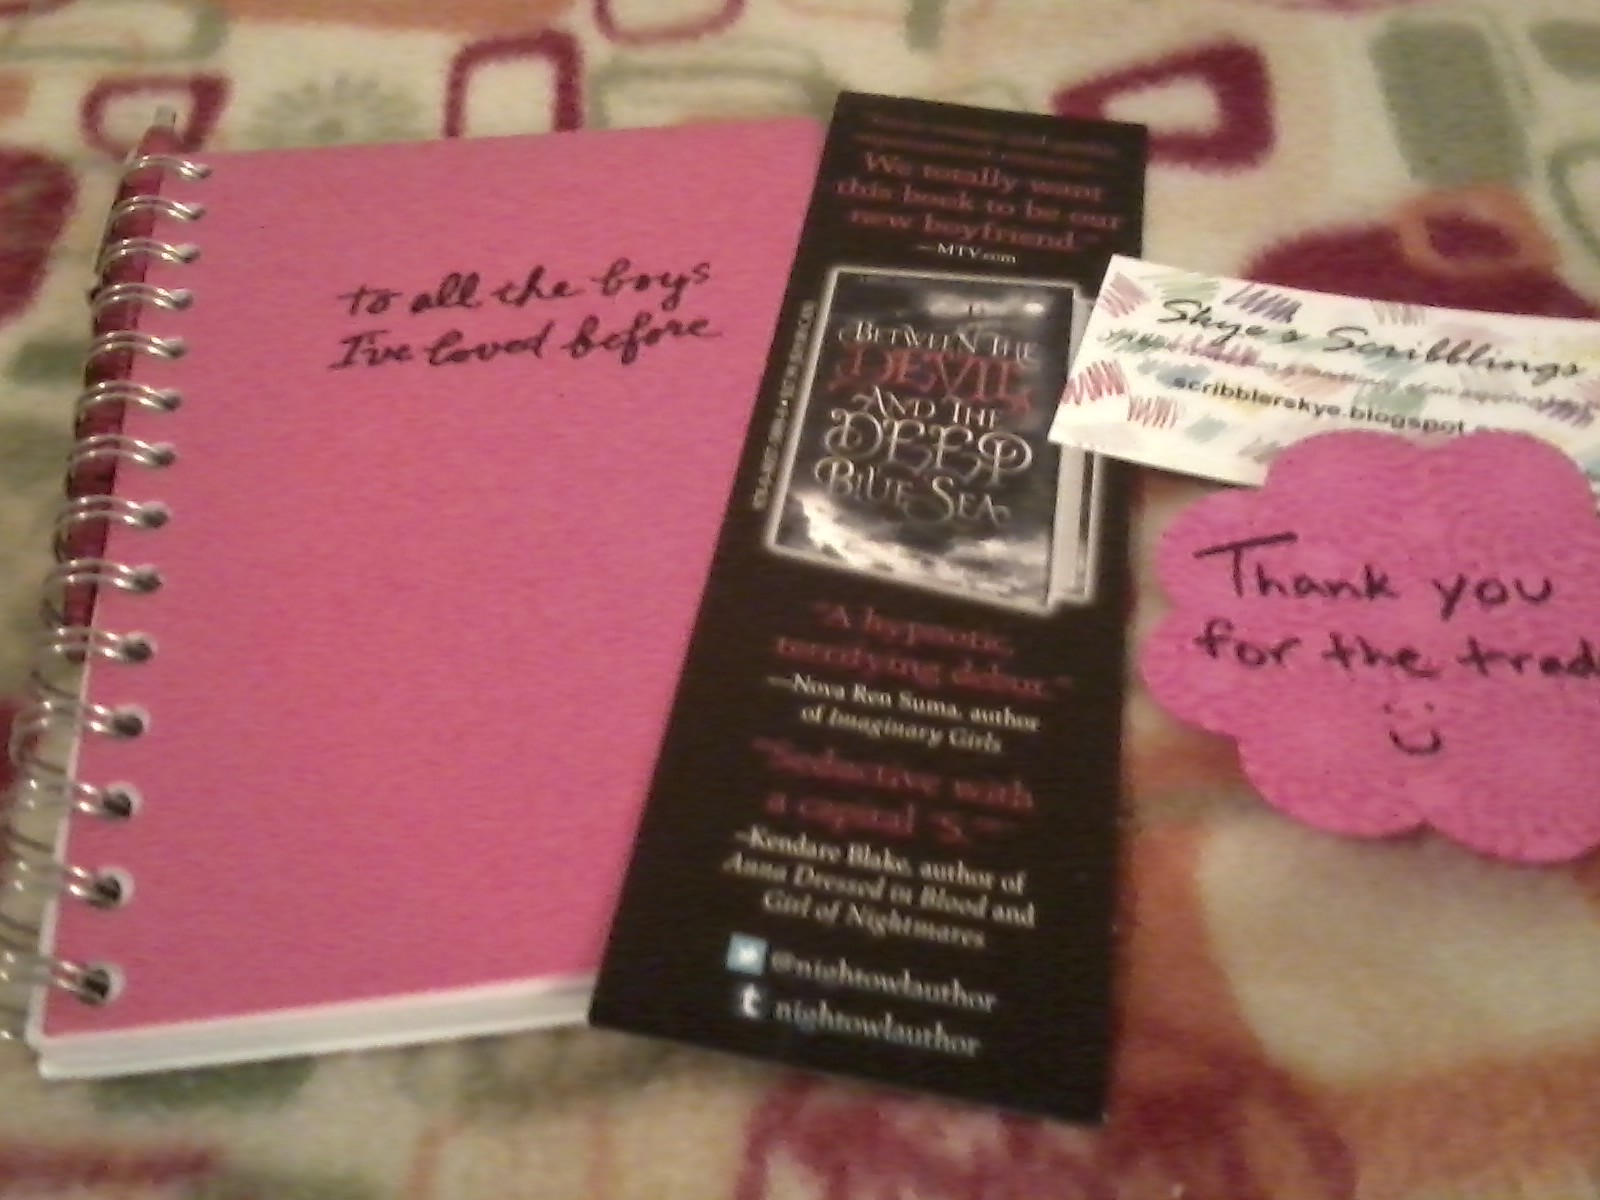 to all the boys
I've loved before
We totally want
this book to be our
new boyfriend."
—MTV.com
BETWEEN THE
DEVIL
AND THE
DEEP
BLUE SEA
"A hypnotic,
terrifying debut."
—Nova Ren Suma, author
of Imaginary Girls
"Seductive with
a capital 'S.'"
—Kendare Blake, author of
Anna Dressed in Blood and
Girl of Nightmares
@nightowlauthor
t nightowlauthor
Skye's Scribblings
scribblerskye.blogspot
Thank you
for the trade